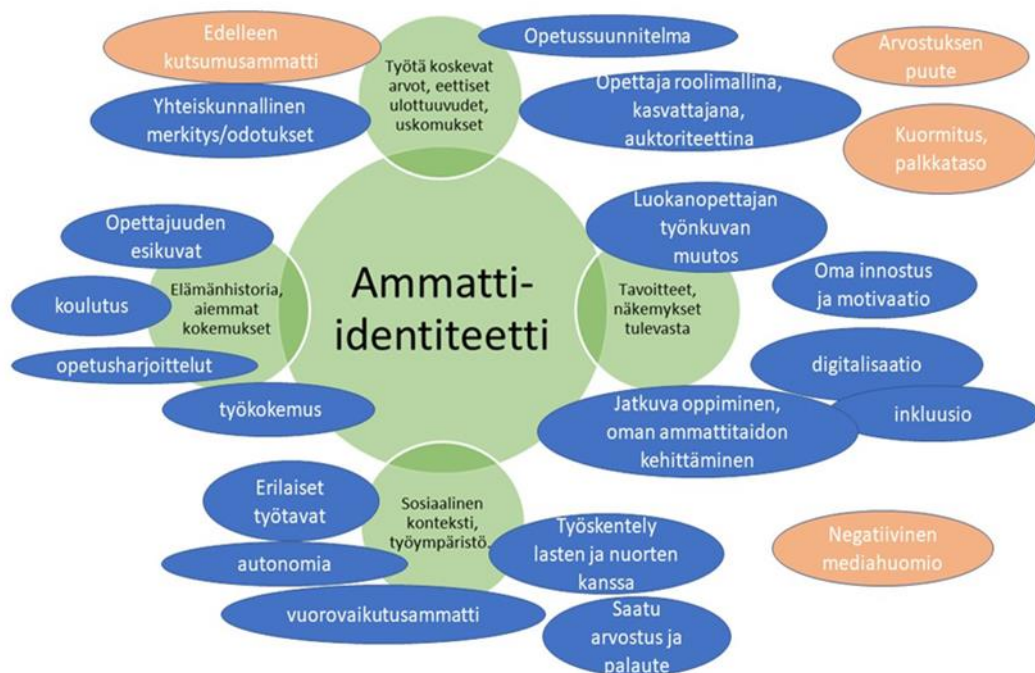 Edelleen
kutsumusammatti
Yhteiskunnallinen
merkitys/odotukset
Työtä koskevat
arvot, eettiset
ulottuuvudet,
uskomukset
Opetussuunnitelma
Opettaja roolimallina,
kasvattajana,
auktoriteettina
Arvostuksen
puute
Kuormitus,
palkkataso
Opettajuuden
esikuvat
koulutus
opetusharjoittelut
työkokemus
Elämänhistoria,
aiemmat
kokemukset
Ammatti-
identiteetti
Luokanopettajan
työnkuvan
muutos
Tavoitteet,
näkemykset
tulevasta
Oma innostus
ja motivaatio
digitalisaatio
inkluusio
Jatkuva oppiminen,
oman ammattitaidon
kehittäminen
Erilaiset
työtavat
autonomia
vuorovaikutusammatti
Sosiaalinen
konteksti,
työympäristö.
Työskentely
lasten ja nuorten
kanssa
Saatu
arvostus ja
palaute
Negatiivinen
mediahuomio